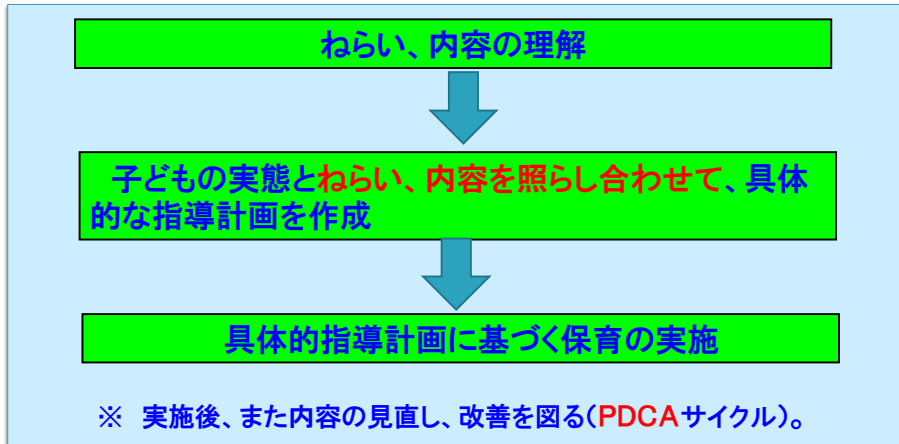 ねらい、内容の理解
子どもの実態とねらい、内容を照らし合わせて、具体
的な指導計画を作成
具体的指導計画に基づく保育の実施
※ 実施後、また内容の見直し、改善を図る(PDCAサイクル)。